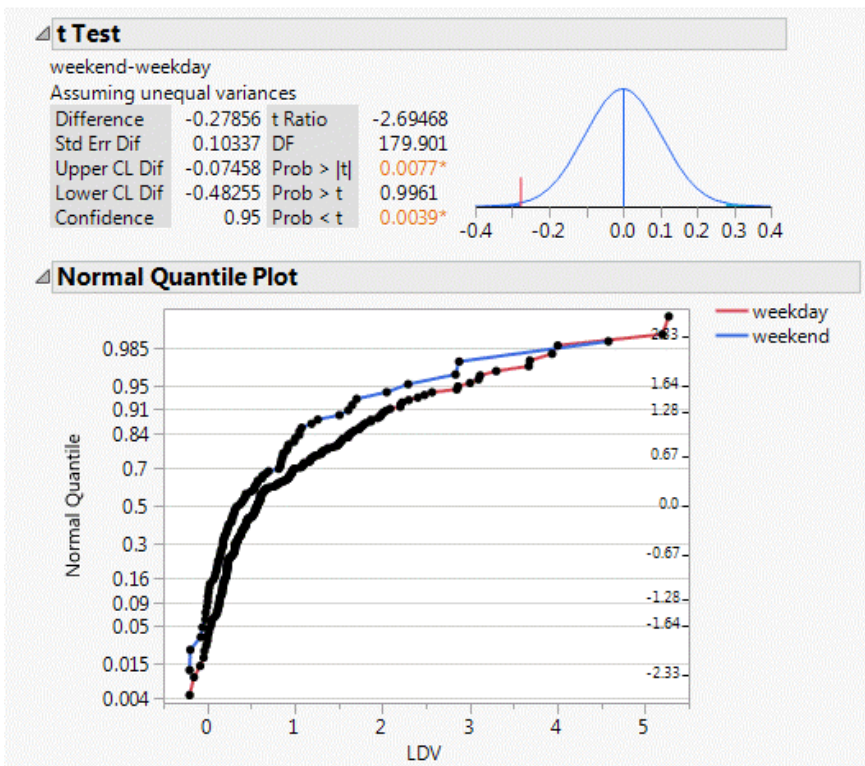 t Test
weekend-weekday
Assuming unequal variances
Difference -0.27856 t Ratio -2.69468
Std Err Dif 0.10337 DF 179.901
Upper CL Dif -0.07458 Prob > |t| 0.0077*
Lower CL Dif -0.48255 Prob > t 0.9961
Confidence 0.95 Prob < t 0.0039*
-0.4 -0.2 0.0 0.1 0.2 0.3 0.4
Normal Quantile Plot
weekday
weekend
Normal Quantile
0.985
0.95
0.91
0.84
0.7
0.5
0.3
0.16
0.09
0.05
0.015
0.004
2.33
1.64
1.28
0.67
0.0
-0.67
-1.28
-1.64
-2.33
0 1 2 3 4 5
LDV